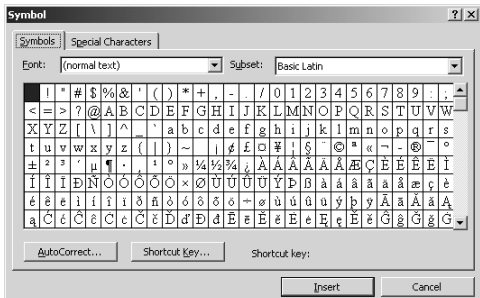 Symbol
Symbols Special Characters
Font: (normal text) Subset: Basic Latin
! " # $ % & ' ( ) * + , - . / 0 1 2 3 4 5 6 7 8 9 : ;
< = > ? @ A B C D E F G H I J K L M N O P Q R S T U V W
X Y Z [ \ ] ^ _ ` a b c d e f g h i j k l m n o p q r s
t u v w x y z { | } ~ ¡ ¢ £ ¤ ¥ ¦ § ¨ © ª « ¬ - ® ¯ °
± ² ³ ´ µ ¶ · ¸ ¹ º » ¼ ½ ¾ ¿ À Á Â Ã Ä Å Æ Ç È É Ê Ë Ì
Í Î Ï Ð Ñ Ò Ó Ô Õ Ö × Ø Ù Ú Û Ü Ý Þ ß à á â ã ä å æ ç è
é ê ë ì í î ï ð ñ ò ó ô õ ö ÷ ø ù ú û ü ý þ ÿ Ā ā Ă ă Ą
ą Ć ć Ĉ ĉ Ċ ċ Č č Ď ď Đ đ Ē ē Ĕ ĕ Ė ė Ę ę Ě ě Ĝ ĝ Ğ ğ Ġ
AutoCorrect... Shortcut Key... Shortcut key:
Insert Cancel